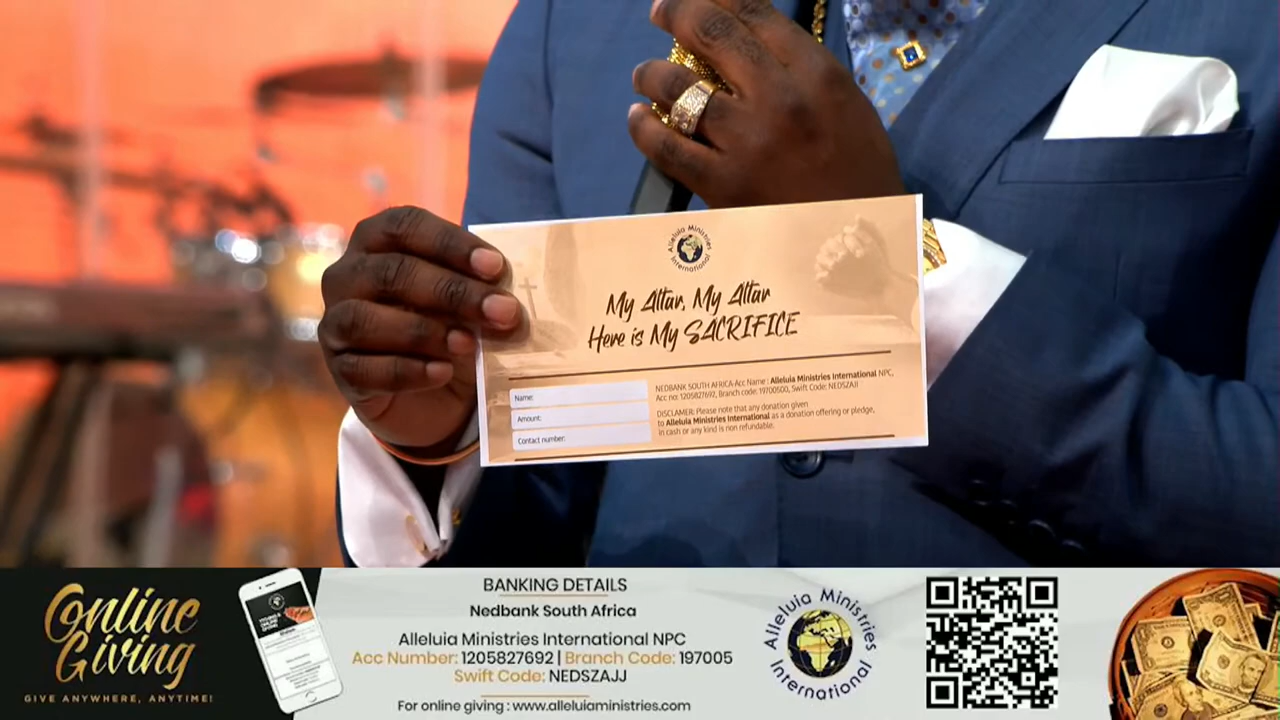 Alleluia Ministries International
My Altar, My Altar
Here is My SACRIFICE
Name:
Amount:
Contact number:
NEDBANK SOUTH AFRICA-Acc Name : Alleluia Ministries International NPC,
Acc no: 1205827692, Branch code: 19700500, Swift Code: NEDSZAJJ
DISCLAMER: Please note that any donation given
to Alleluia Ministries International as a donation offering or pledge,
in cash or any kind is non refundable.
Online
Giving
GIVE ANYWHERE, ANYTIME!
BANKING DETAILS
Nedbank South Africa
Alleluia Ministries International NPC
Acc Number: 1205827692 | Branch Code: 197005
Swift Code: NEDSZAJJ
For online giving : www.alleluiaministries.com
Alleluia Ministries International